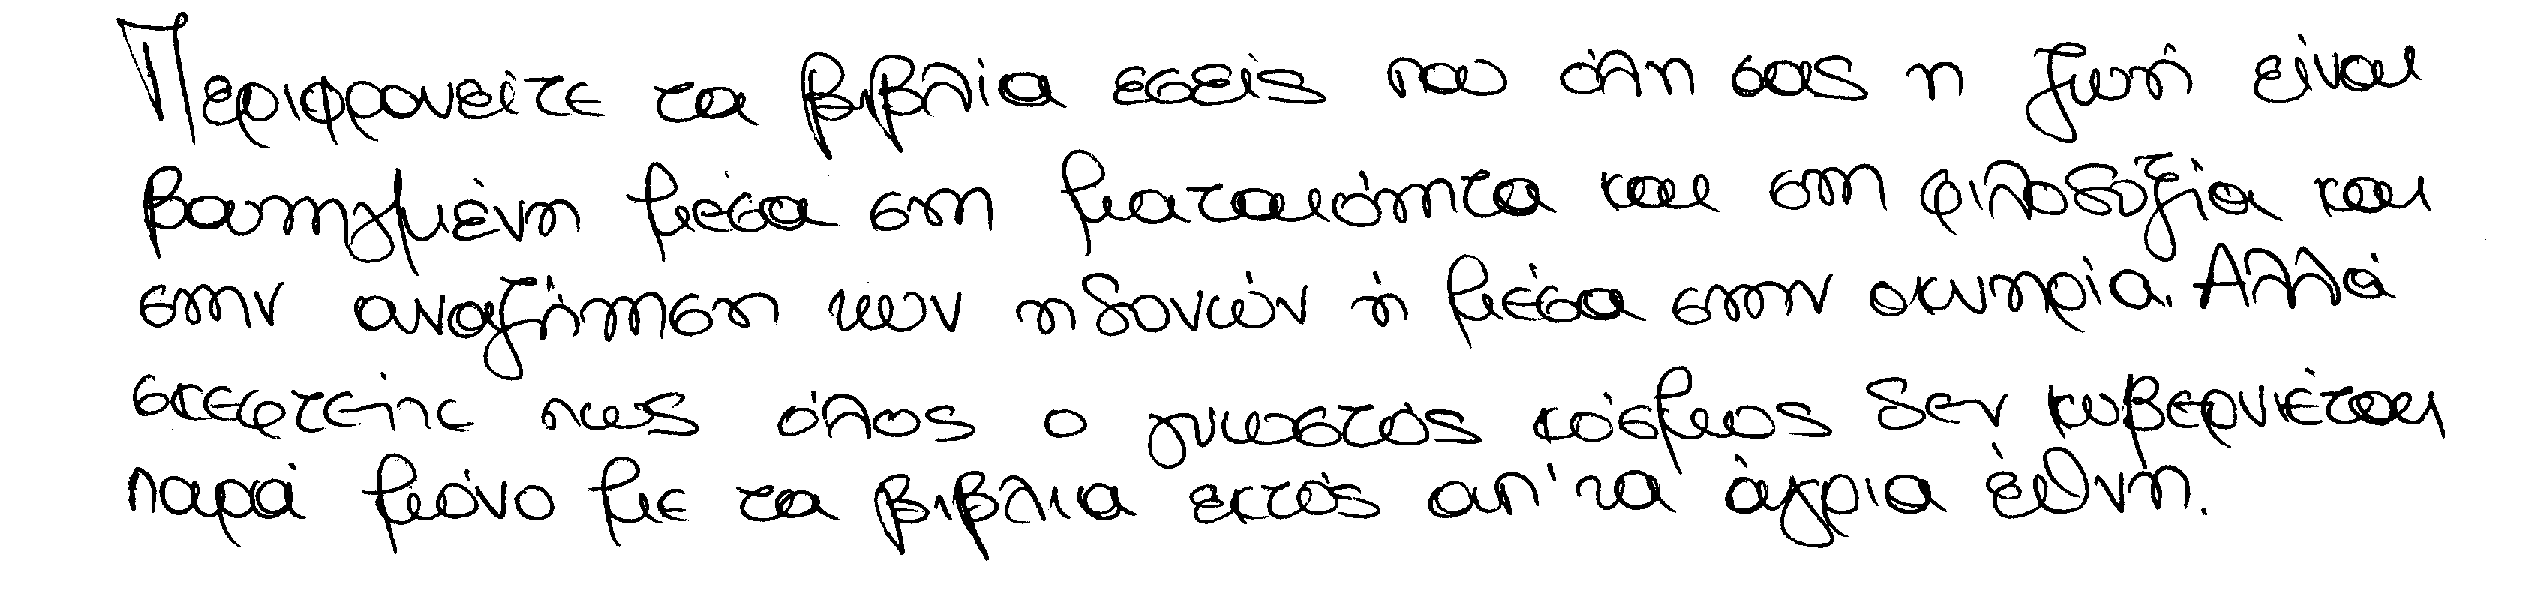 Περιφρονείτε τα βιβλία εσείς που όλη σας η ζωή είναι
βουτηγμένη μέσα στη ματαιότητα και στη φιλοδοξία και
στην αναζήτηση των ηδονών ή μέσα στην οκνηρία. Αλλά
σκεφτείτε πως όλος ο γνωστός κόσμος δεν κυβερνιέται
παρά μόνο με τα βιβλια εκτός απ' τα άγρια έθνη.